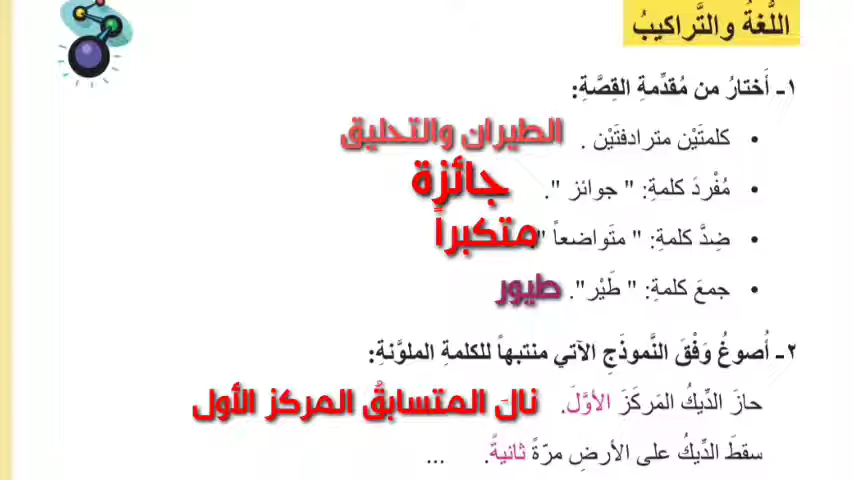 اللُّغةُ والتَّراكيبُ
١- أَختارُ من مُقدِّمةِ القِصَّةِ:
• كلمتَيْن مترادفتَيْن . الطيران والتحليق
• مُفْردَ كلمةِ: " جوائز ". جائزة
• ضِدَّ كلمةِ: " متَواضعاً " متكبراً
• جمعَ كلمةِ: " طَيْر". طيور
٢- أَصوغُ وَفْقَ النَّموذَجِ الآتي منتبهاً للكلمةِ الملوَّنةِ:
حازَ الدِّيكُ المَركَزَ الأوَّلَ. نالَ المتسابقُ المركز الأول
سقطَ الدِّيكُ على الأرضِ مرّةً ثانيةً. ...